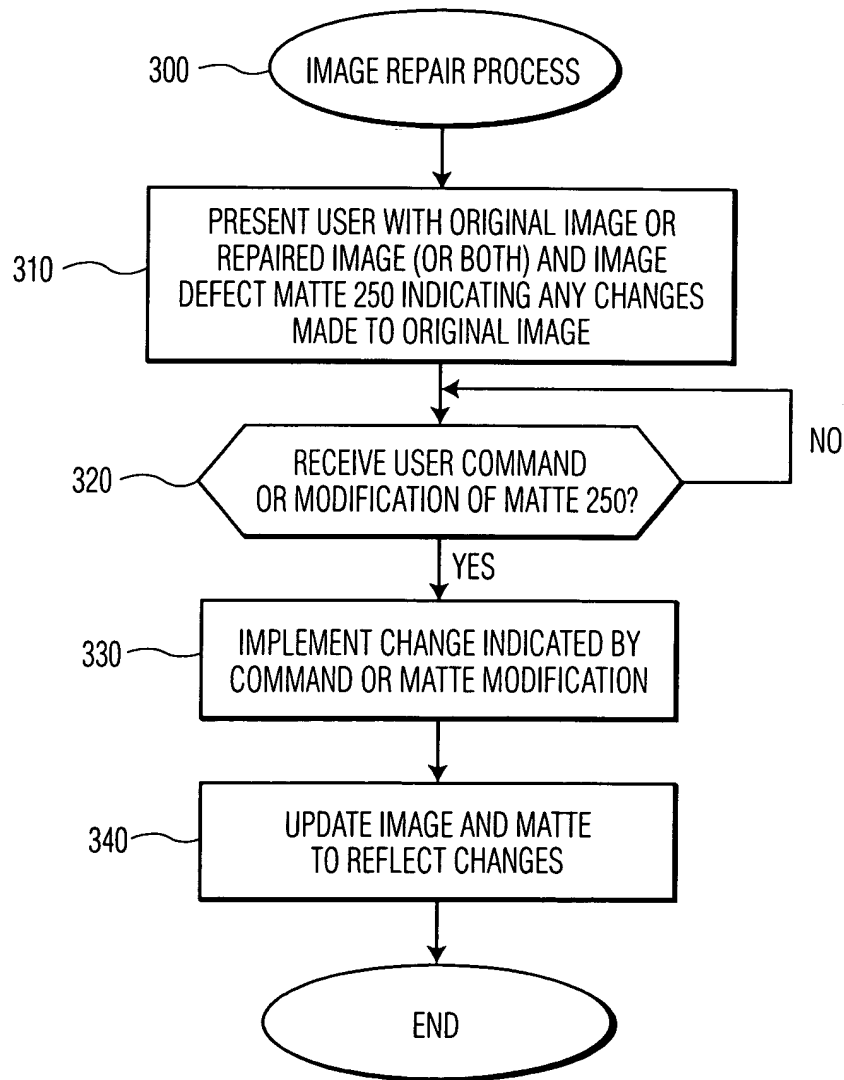 300
IMAGE REPAIR PROCESS
310
PRESENT USER WITH ORIGINAL IMAGE OR
REPAIRED IMAGE (OR BOTH) AND IMAGE
DEFECT MATTE 250 INDICATING ANY CHANGES
MADE TO ORIGINAL IMAGE
NO
320
RECEIVE USER COMMAND
OR MODIFICATION OF MATTE 250?
YES
330
IMPLEMENT CHANGE INDICATED BY
COMMAND OR MATTE MODIFICATION
340
UPDATE IMAGE AND MATTE
TO REFLECT CHANGES
END